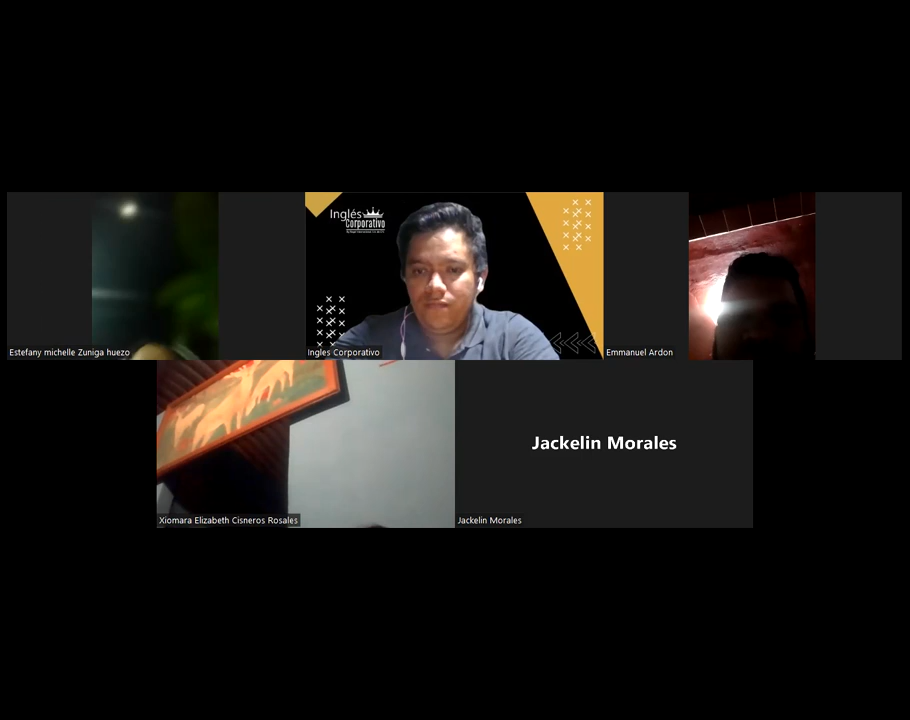 Inglés
Corporativo
Estefany michelle Zuniga huezo
Ingles Corporativo
Emmanuel Ardon
Jackelin Morales
Xiomara Elizabeth Cisneros Rosales
Jackelin Morales